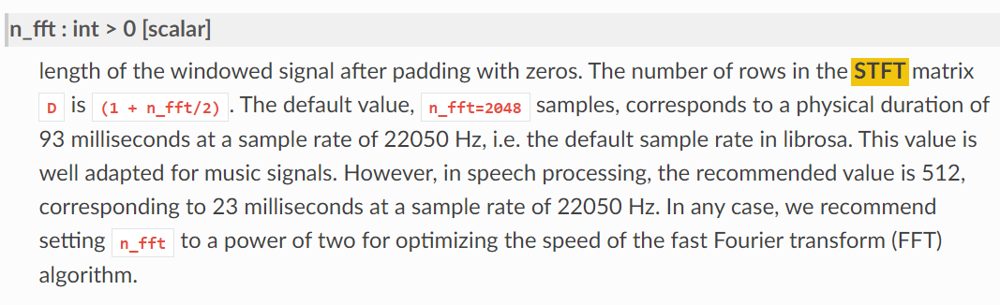 n_fft : int > 0 [scalar]
length of the windowed signal after padding with zeros. The number of rows in the STFT matrix
D is (1 + n_fft/2) . The default value, n_fft=2048 samples, corresponds to a physical duration of
93 milliseconds at a sample rate of 22050 Hz, i.e. the default sample rate in librosa. This value is
well adapted for music signals. However, in speech processing, the recommended value is 512,
corresponding to 23 milliseconds at a sample rate of 22050 Hz. In any case, we recommend
setting n_fft to a power of two for optimizing the speed of the fast Fourier transform (FFT)
algorithm.